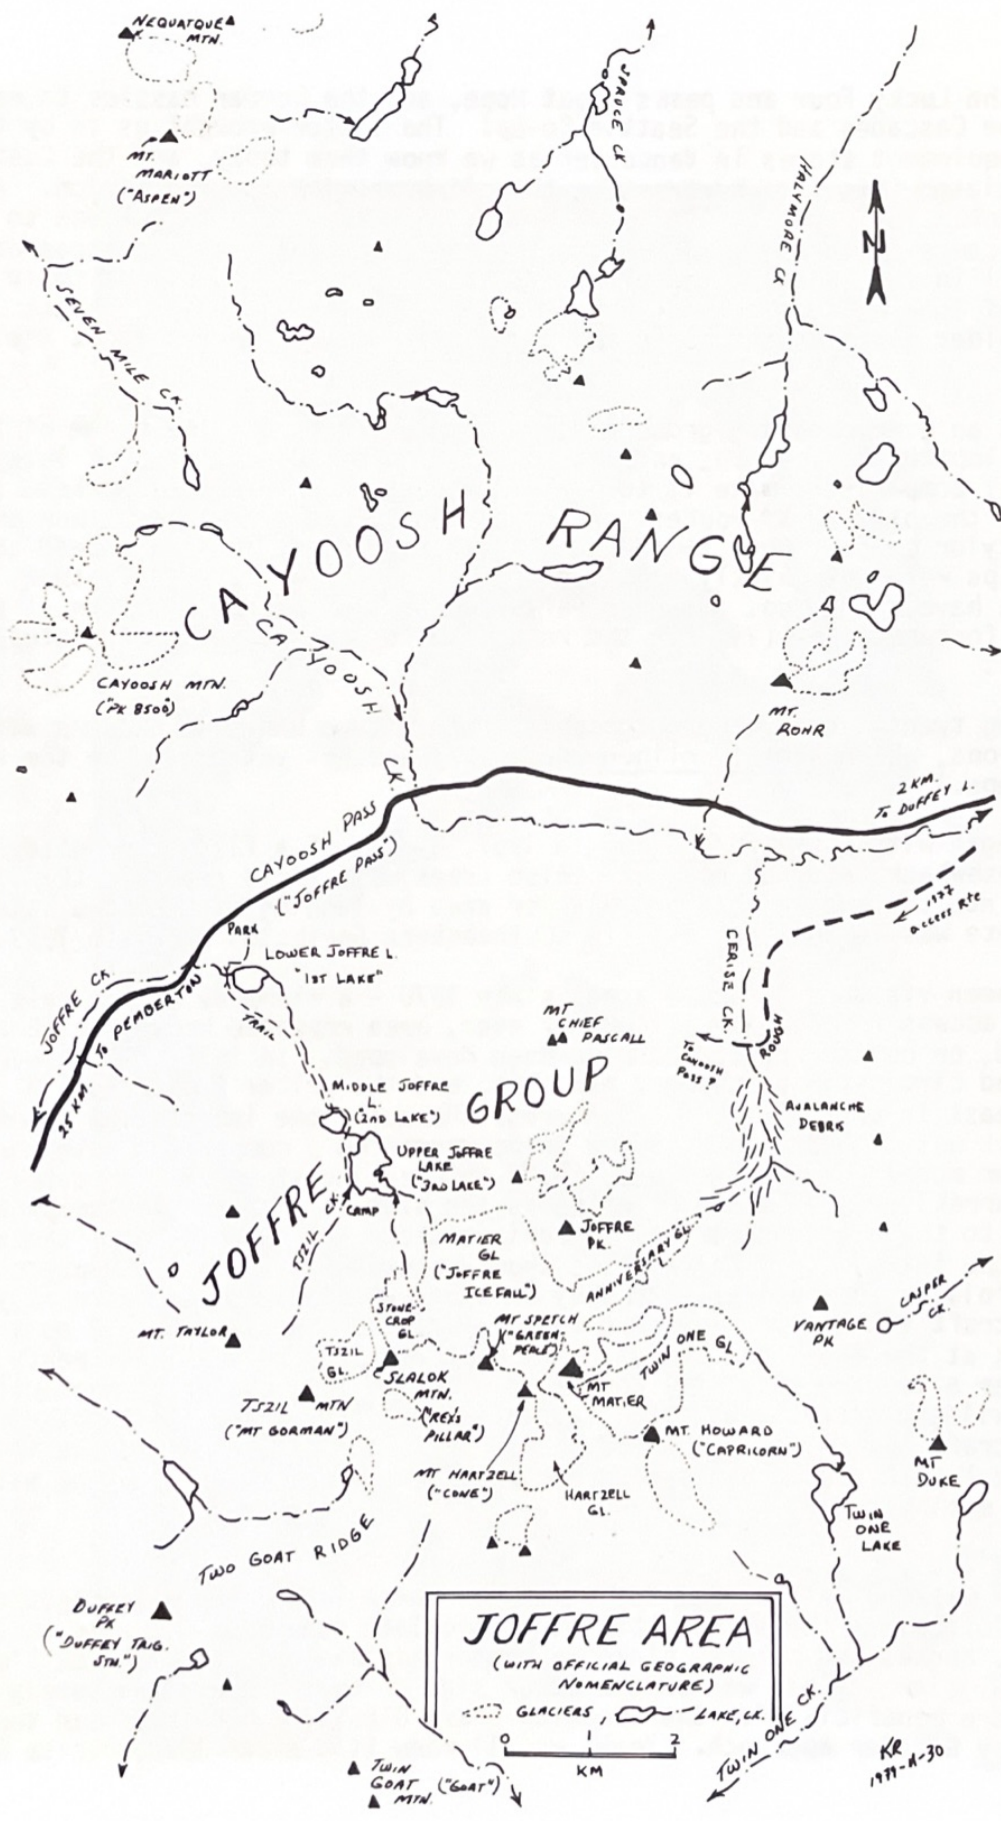 NEQUATQUE
MTN.
MT.
MARIOTT
("ASPEN")
SPRUCE CK
HALYMORE CK
N
SEVEN MILE CK.
CAYOOSH RANGE
CAYOOSH CK
CAYOOSH MTN.
("PK 8500")
MT.
ROHR
2 KM.
TO DUFFEY L.
CAYOOSH PASS
("JOFFRE PASS")
1977
ACCESS RTE
PARK
LOWER JOFFRE L.
"1ST LAKE"
JOFFRE CK.
TO PEMBERTON
25 KM.
TRAIL
CERISE CK.
ROUGH
TO
CAYOOSH
PASS?
MT
CHIEF
PASCALL
JOFFRE GROUP
MIDDLE JOFFRE
L.
("2ND LAKE")
AVALANCHE
DEBRIS
UPPER JOFFRE
LAKE
("3RD LAKE")
CAMP
TSZIL CK.
JOFFRE
PK.
MATIER
GL
("JOFFRE
ICEFALL")
ANNIVERSARY GL
STONE-
CROP
GL.
MT SPETCH
("GREEN-
PEACE")
CASPER
CK.
VANTAGE
PK
MT. TAYLOR
TSZIL
GL.
TWIN ONE GL.
SLALOK
MTN.
("REX'S
PILLAR")
MT
MATIER
TSZIL MTN
("MT GORMAN")
MT. HOWARD
("CAPRICORN")
MT
DUKE
MT HARTZELL
("CONE")
HARTZELL
GL.
TWIN
ONE
LAKE
TWO GOAT RIDGE
DUFFEY
PK
("DUFFEY TRIG.
STN.")
JOFFRE AREA
(WITH OFFICIAL GEOGRAPHIC
NOMENCLATURE)
GLACIERS, LAKE, CK.
0 1 2
KM
TWIN ONE CK.
KR
1979-11-30
TWIN
GOAT ("GOAT")
MTN.